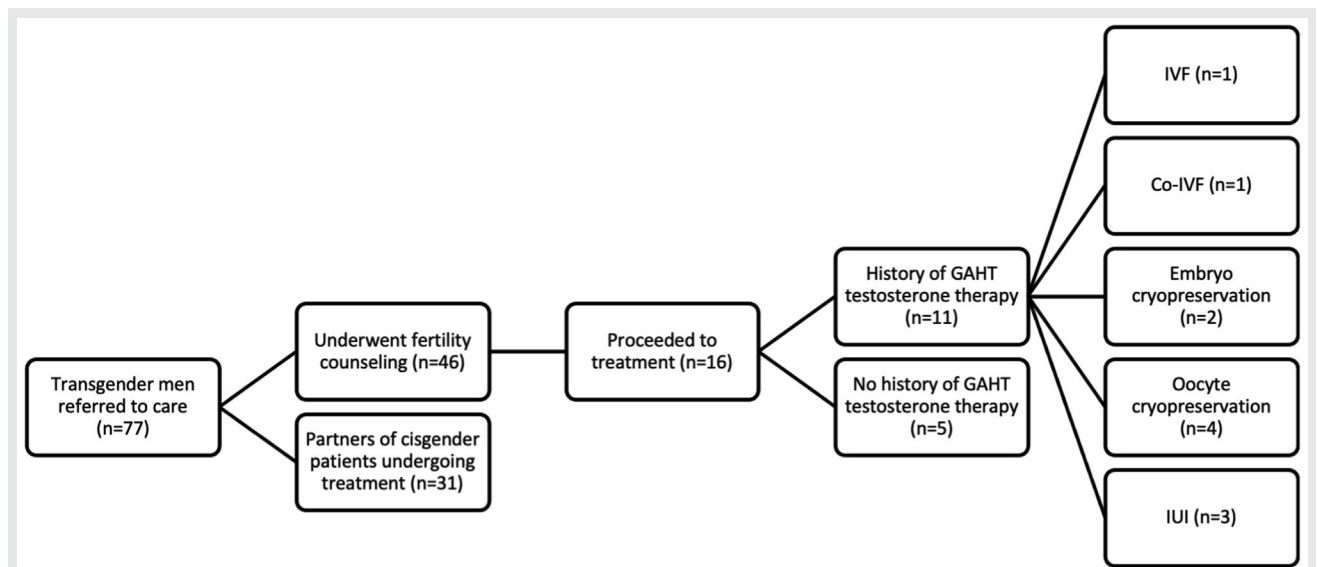 Transgender men
referred to care
(n=77)
Underwent fertility
counseling (n=46)
Partners of cisgender
patients undergoing
treatment (n=31)
Proceeded to
treatment (n=16)
History of GAHT
testosterone therapy
(n=11)
No history of GAHT
testosterone therapy
(n=5)
IVF (n=1)
Co-IVF (n=1)
Embryo
cryopreservation
(n=2)
Oocyte
cryopreservation
(n=4)
IUI (n=3)